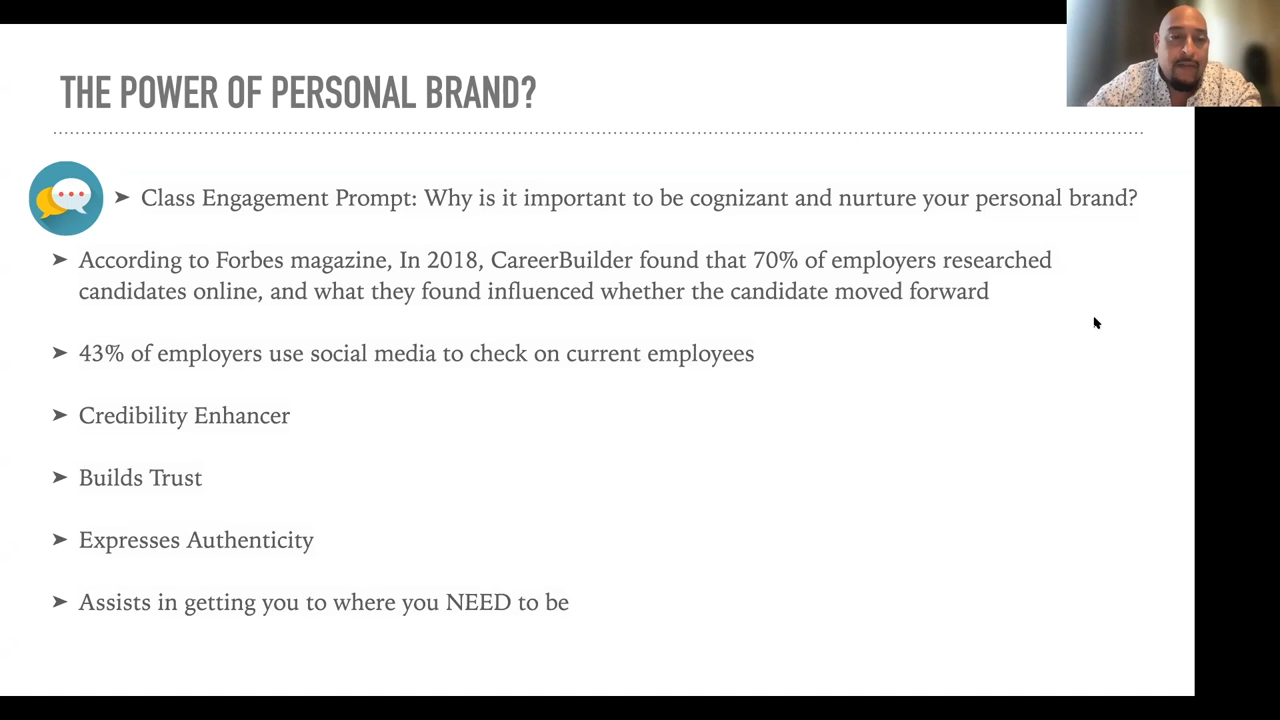 THE POWER OF PERSONAL BRAND?
➤ Class Engagement Prompt: Why is it important to be cognizant and nurture your personal brand?
➤ According to Forbes magazine, In 2018, CareerBuilder found that 70% of employers researched
candidates online, and what they found influenced whether the candidate moved forward
➤ 43% of employers use social media to check on current employees
➤ Credibility Enhancer
➤ Builds Trust
➤ Expresses Authenticity
➤ Assists in getting you to where you NEED to be